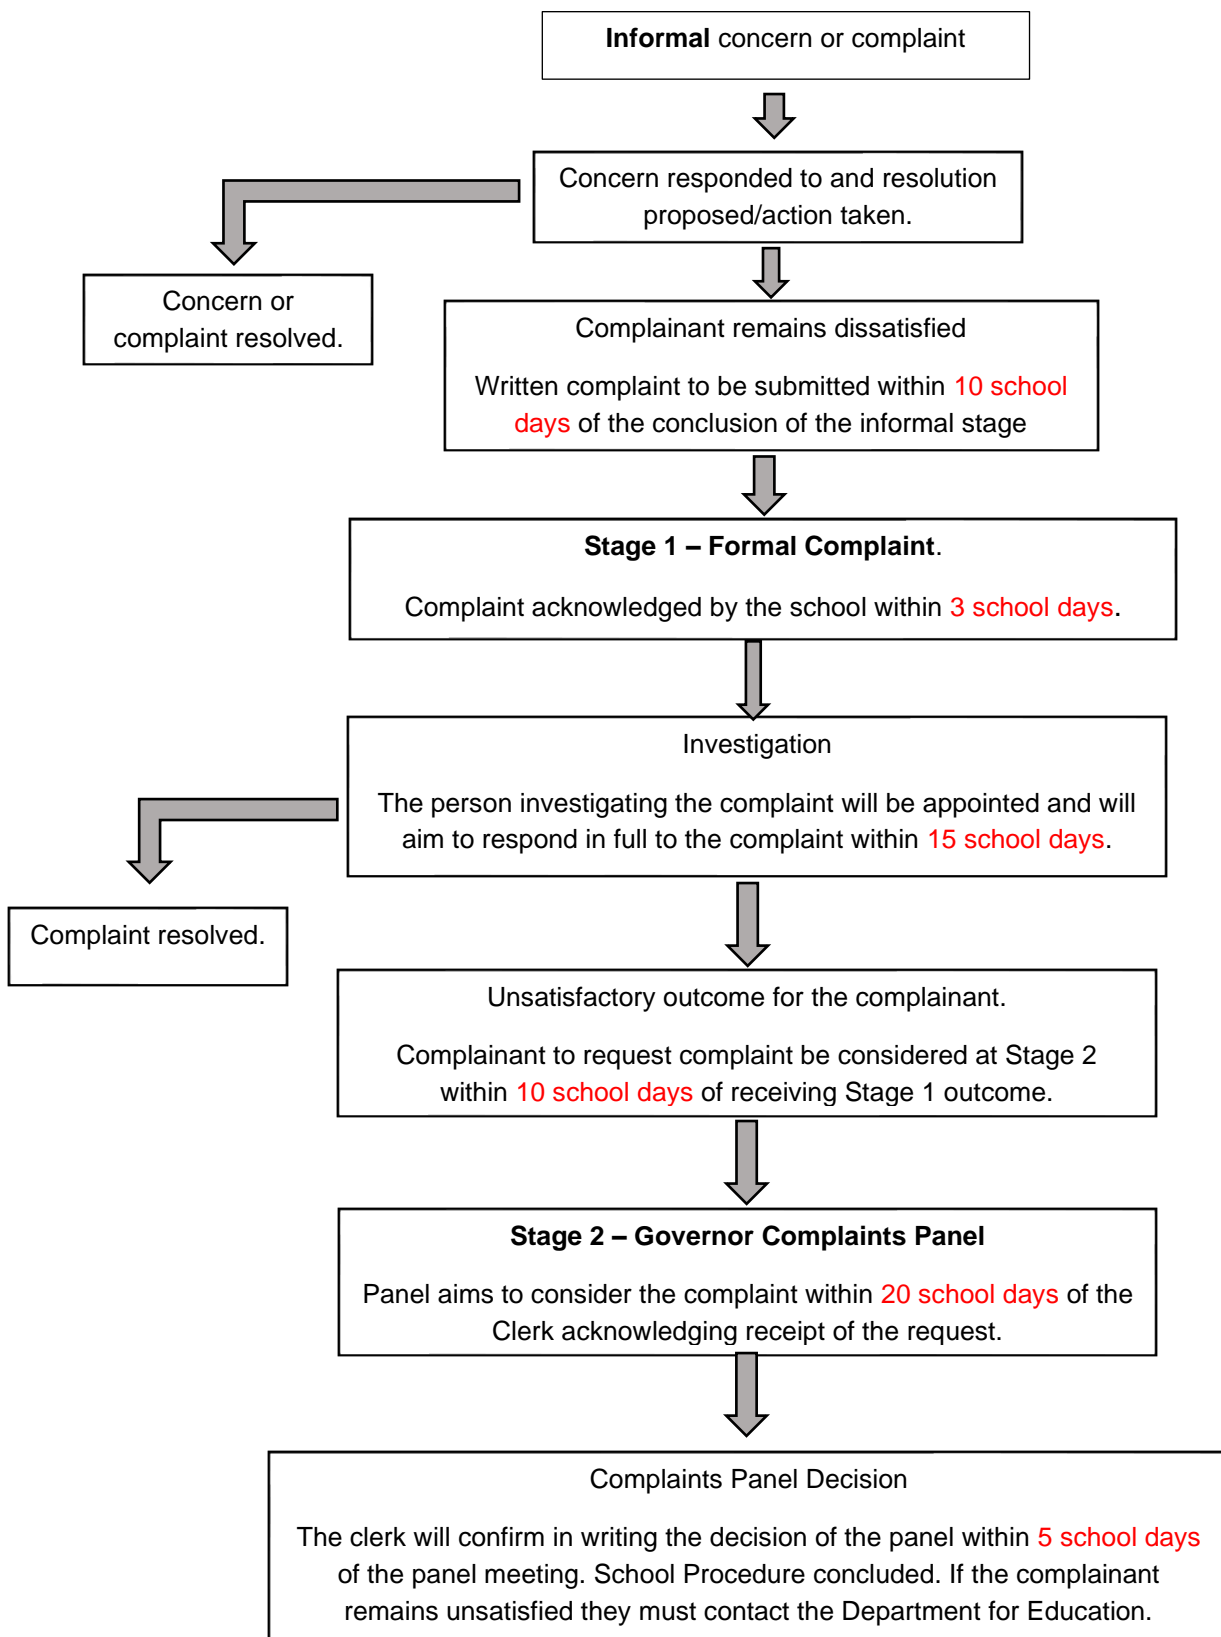 Informal concern or complaint
Concern responded to and resolution
proposed/action taken.
Concern or
complaint resolved.
Complainant remains dissatisfied
Written complaint to be submitted within 10 school
days of the conclusion of the informal stage
Stage 1 – Formal Complaint.
Complaint acknowledged by the school within 3 school days.
Investigation
The person investigating the complaint will be appointed and will
aim to respond in full to the complaint within 15 school days.
Complaint resolved.
Unsatisfactory outcome for the complainant.
Complainant to request complaint be considered at Stage 2
within 10 school days of receiving Stage 1 outcome.
Stage 2 – Governor Complaints Panel
Panel aims to consider the complaint within 20 school days of the
Clerk acknowledging receipt of the request.
Complaints Panel Decision
The clerk will confirm in writing the decision of the panel within 5 school days
of the panel meeting. School Procedure concluded. If the complainant
remains unsatisfied they must contact the Department for Education.